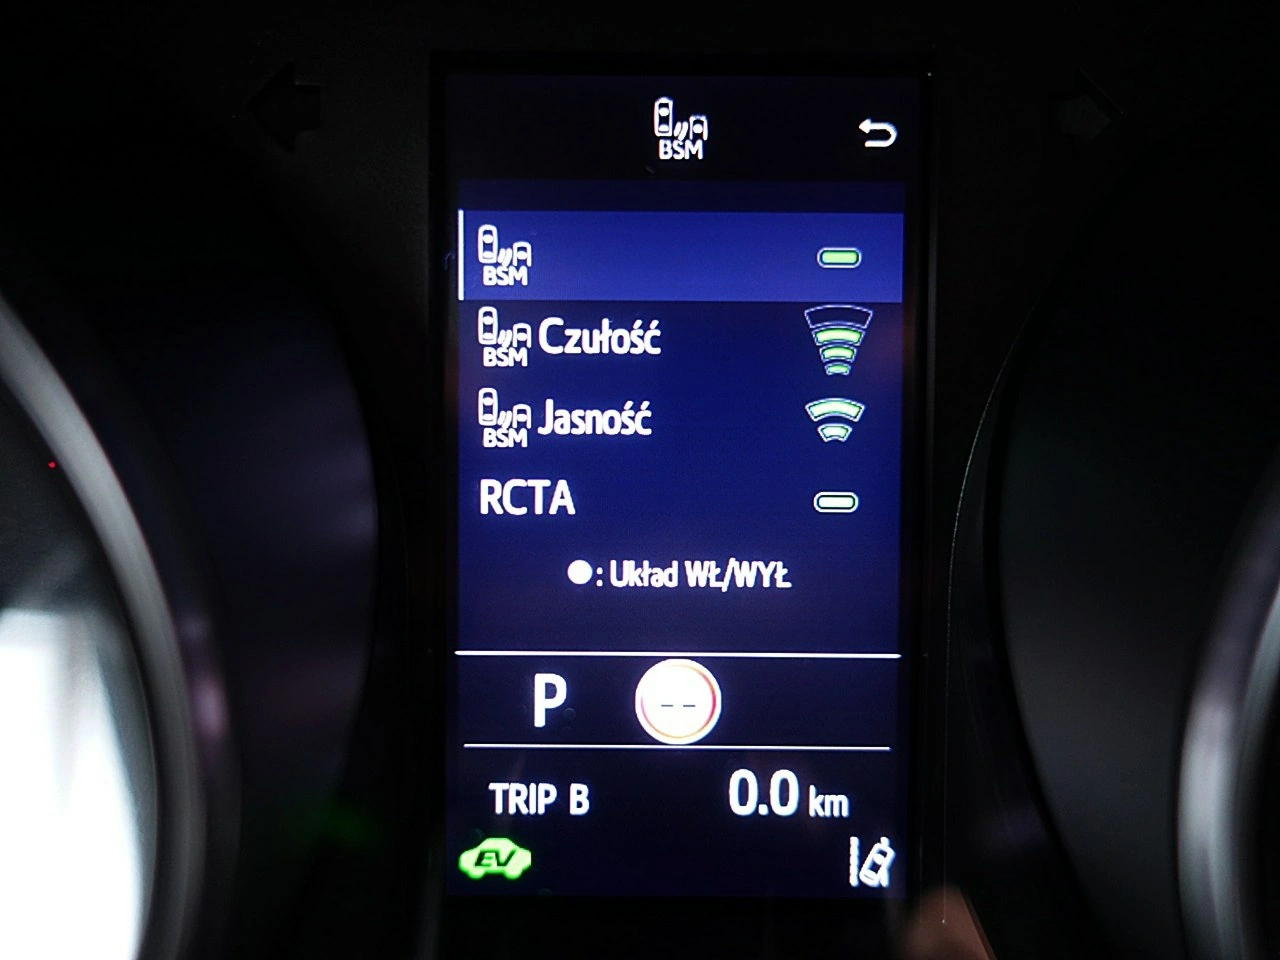 BSM
BSM
BSM Czułość
BSM Jasność
RCTA
●: Układ WŁ/WYŁ
P --
TRIP B 0.0 km
EV